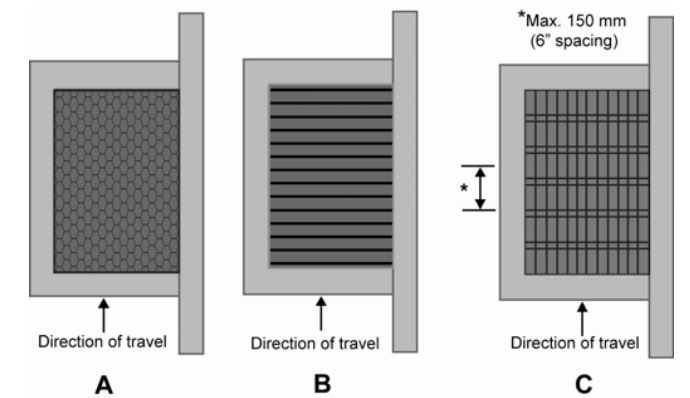 *Max. 150 mm
(6” spacing)
*
Direction of travel
Direction of travel
Direction of travel
A
B
C